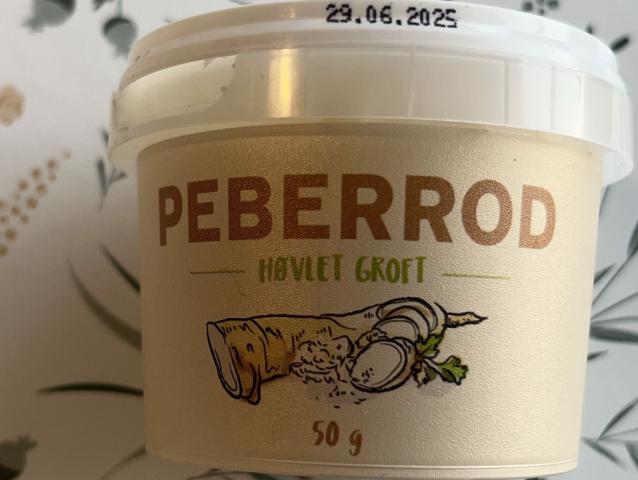 29.06.2025
PEBERROD
HØVLET GROFT
50 g